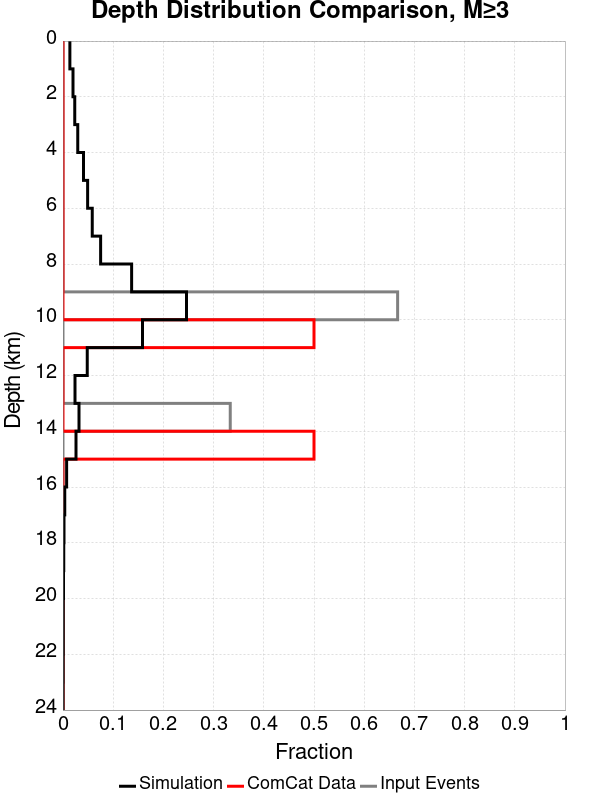 Depth Distribution Comparison, M≥3
0
2
4
6
8
10
12
14
16
18
20
22
24
Depth (km)
0 0.1 0.2 0.3 0.4 0.5 0.6 0.7 0.8 0.9 1
Fraction
Simulation ComCat Data Input Events